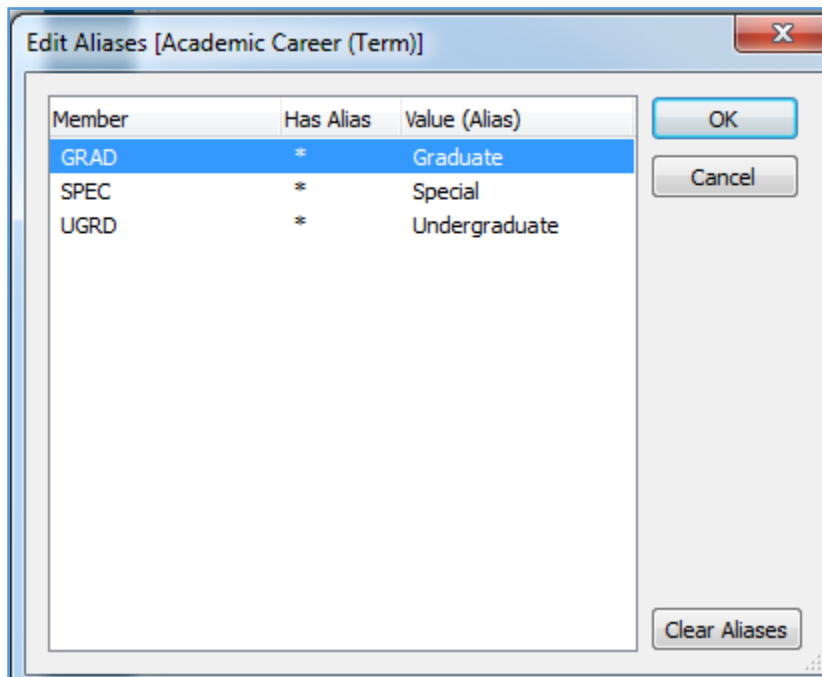 Edit Aliases [Academic Career (Term)]
Member Has Alias Value (Alias)
GRAD * Graduate
SPEC * Special
UGRD * Undergraduate
OK
Cancel
Clear Aliases